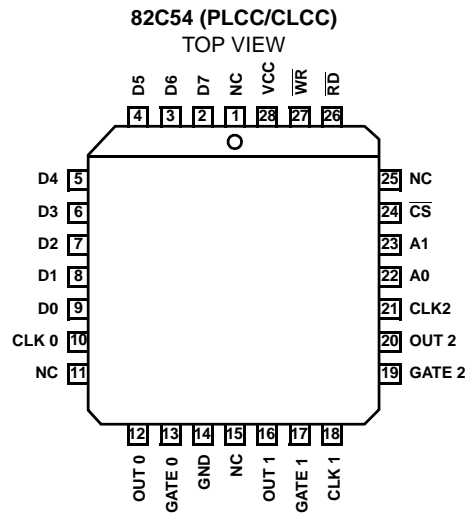 82C54 (PLCC/CLCC)
TOP VIEW
D5 D6 D7 NC VCC WR RD
4 3 2 1 28 27 26
D4 5 25 NC
D3 6 24 CS
D2 7 23 A1
D1 8 22 A0
D0 9 21 CLK2
CLK 0 10 20 OUT 2
NC 11 19 GATE 2
12 13 14 15 16 17 18
OUT 0 GATE 0 GND NC OUT 1 GATE 1 CLK 1